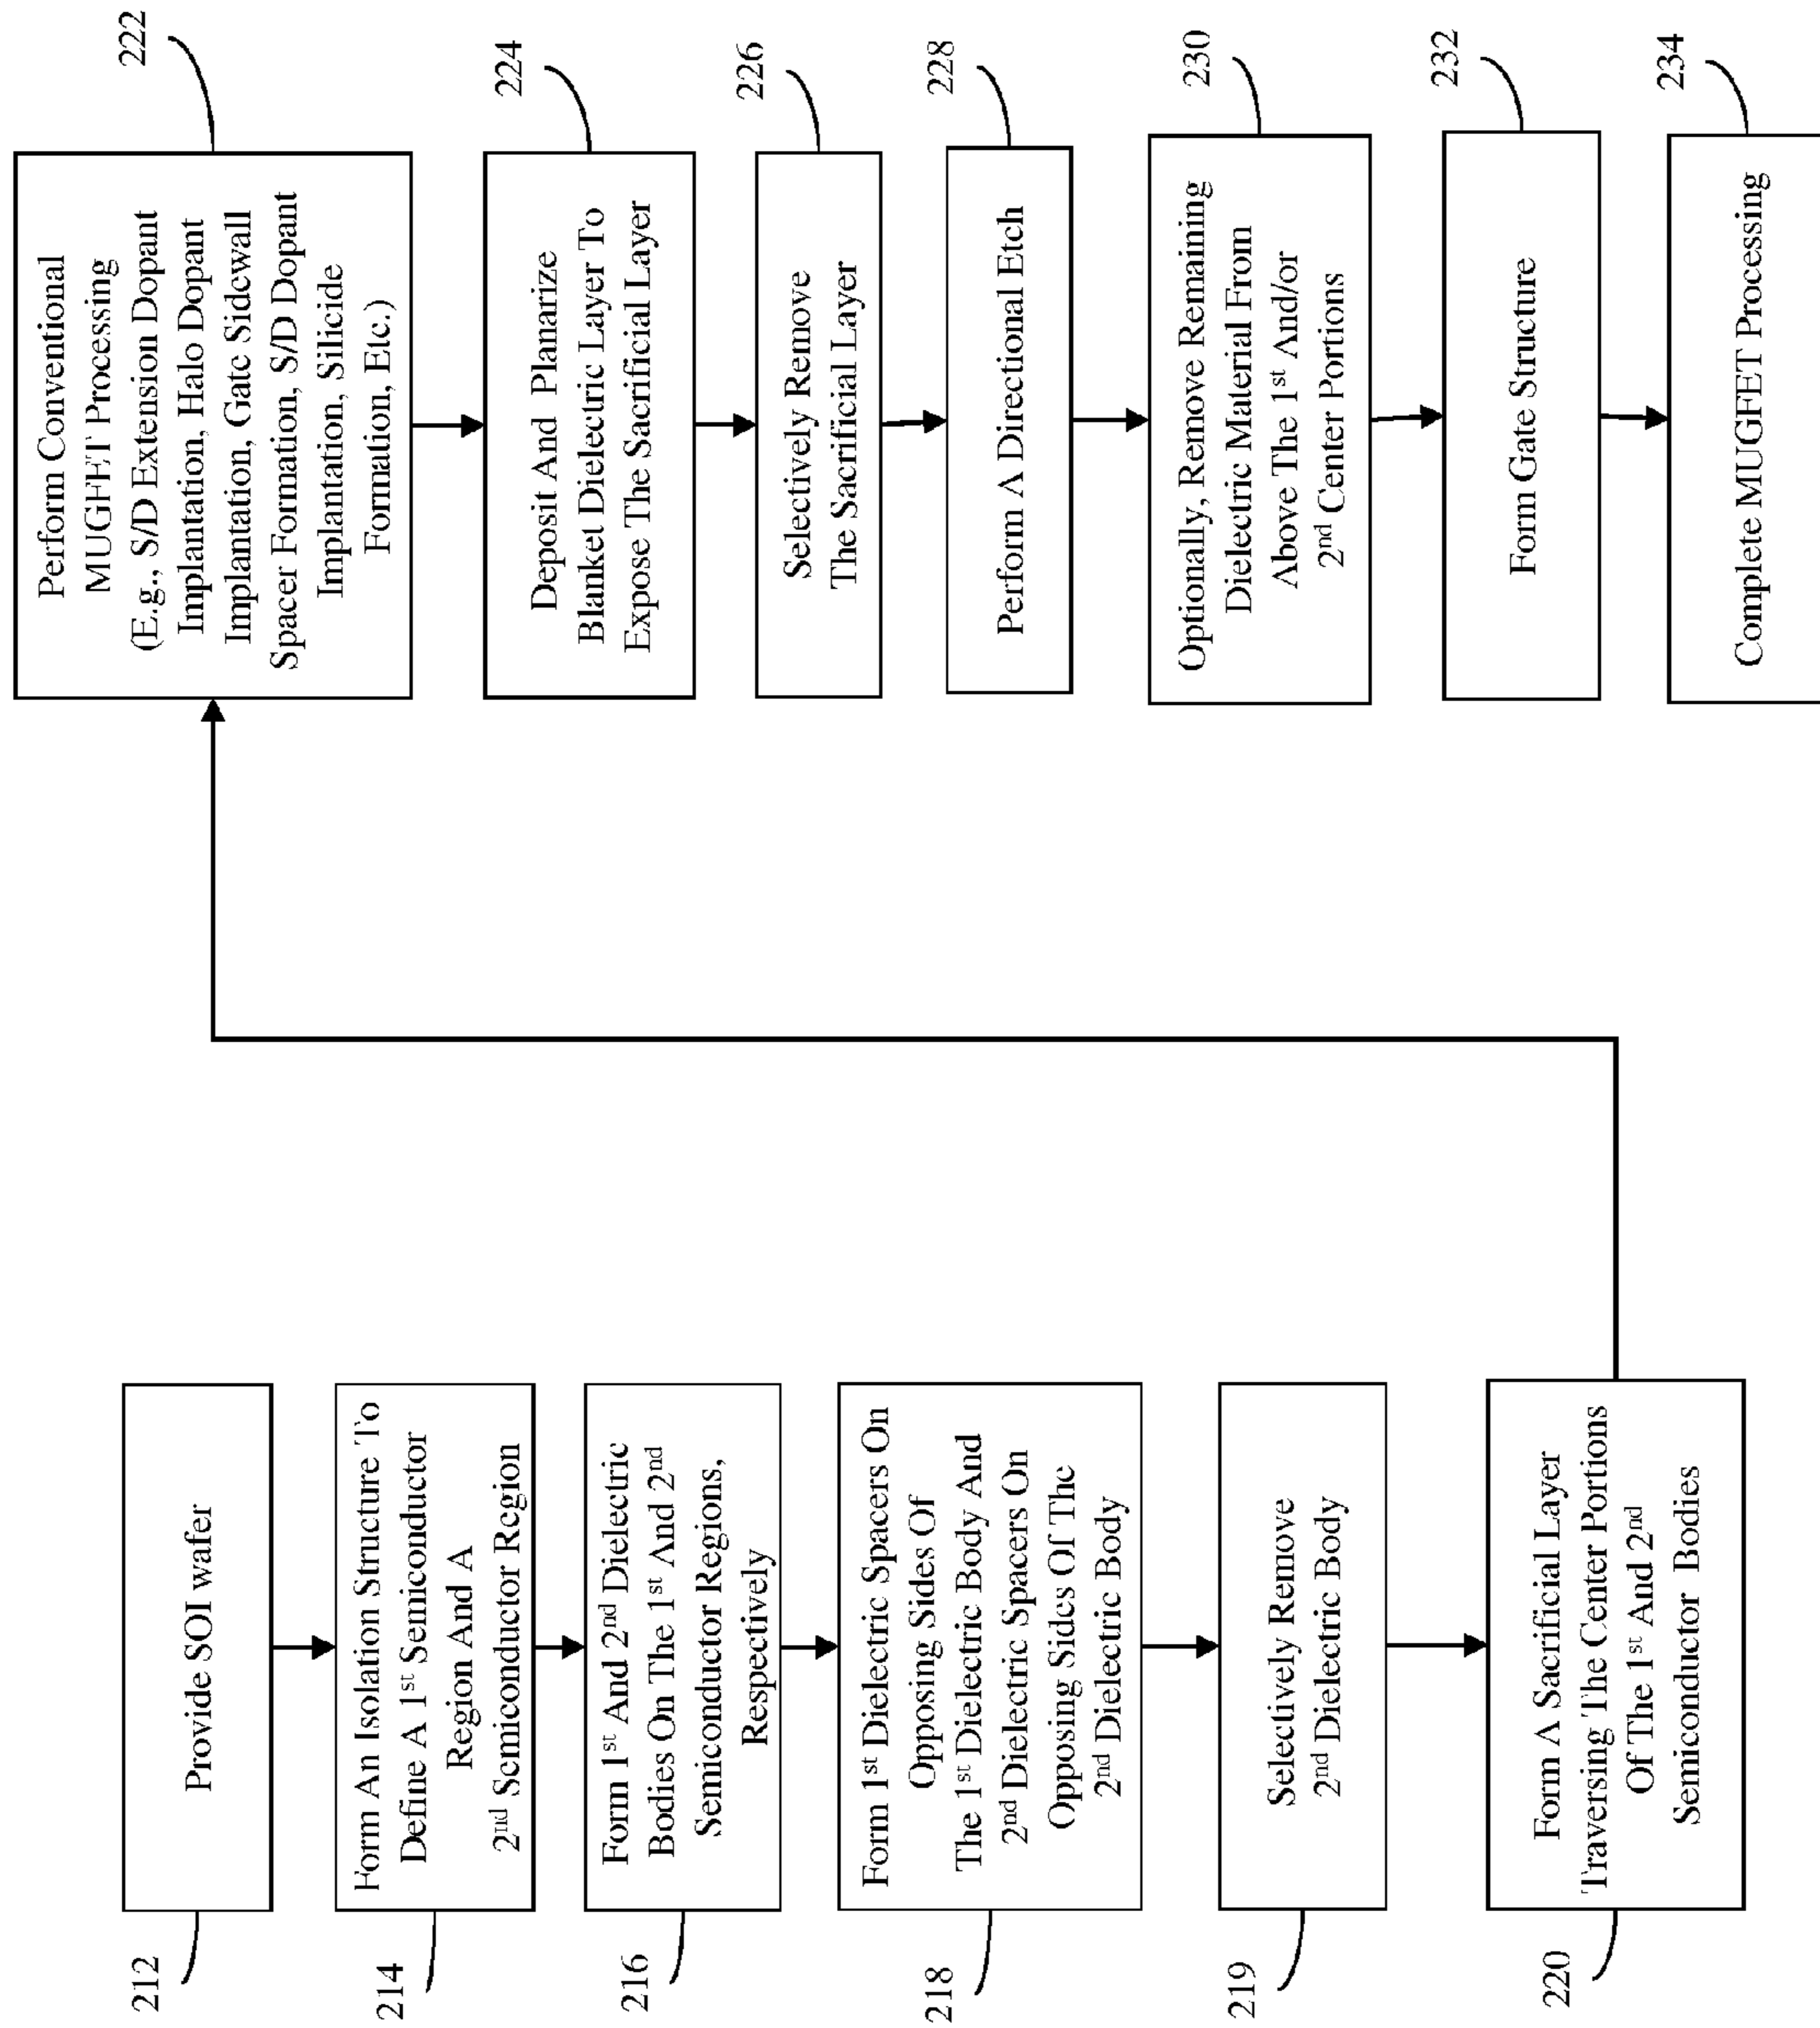 212
Provide SOI wafer
214
Form An Isolation Structure To
Define A 1st Semiconductor
Region And A
2nd Semiconductor Region
216
Form 1st And 2nd Dielectric
Bodies On The 1st And 2nd
Semiconductor Regions,
Respectively
218
Form 1st Dielectric Spacers On
Opposing Sides Of
The 1st Dielectric Body And
2nd Dielectric Spacers On
Opposing Sides Of The
2nd Dielectric Body
219
Selectively Remove
2nd Dielectric Body
220
Form A Sacrificial Layer
Traversing The Center Portions
Of The 1st And 2nd
Semiconductor Bodies
222
Perform Conventional
MUGFET Processing
(E.g., S/D Extension Dopant
Implantation, Halo Dopant
Implantation, Gate Sidewall
Spacer Formation, S/D Dopant
Implantation, Silicide
Formation, Etc.)
224
Deposit And Planarize
Blanket Dielectric Layer To
Expose The Sacrificial Layer
226
Selectively Remove
The Sacrificial Layer
228
Perform A Directional Etch
230
Optionally, Remove Remaining
Dielectric Material From
Above The 1st And/or
2nd Center Portions
232
Form Gate Structure
234
Complete MUGFET Processing